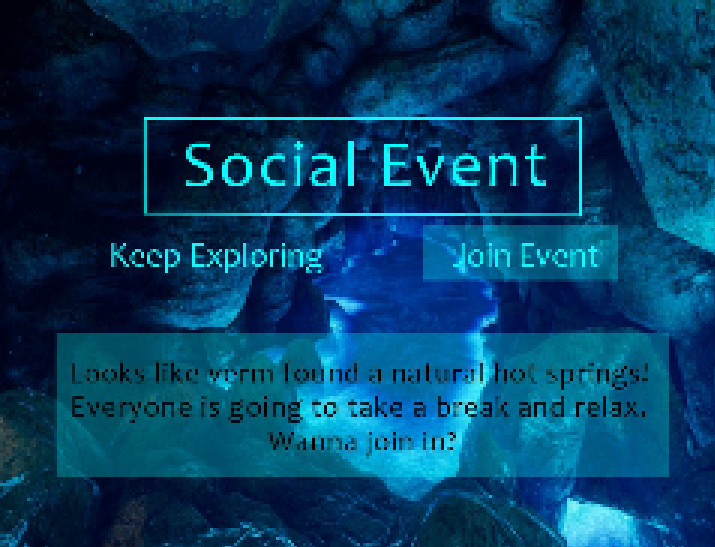 Social Event
Keep Exploring
Join Event
Looks like verm found a natural hot springs!
Everyone is going to take a break and relax.
Wanna join in?